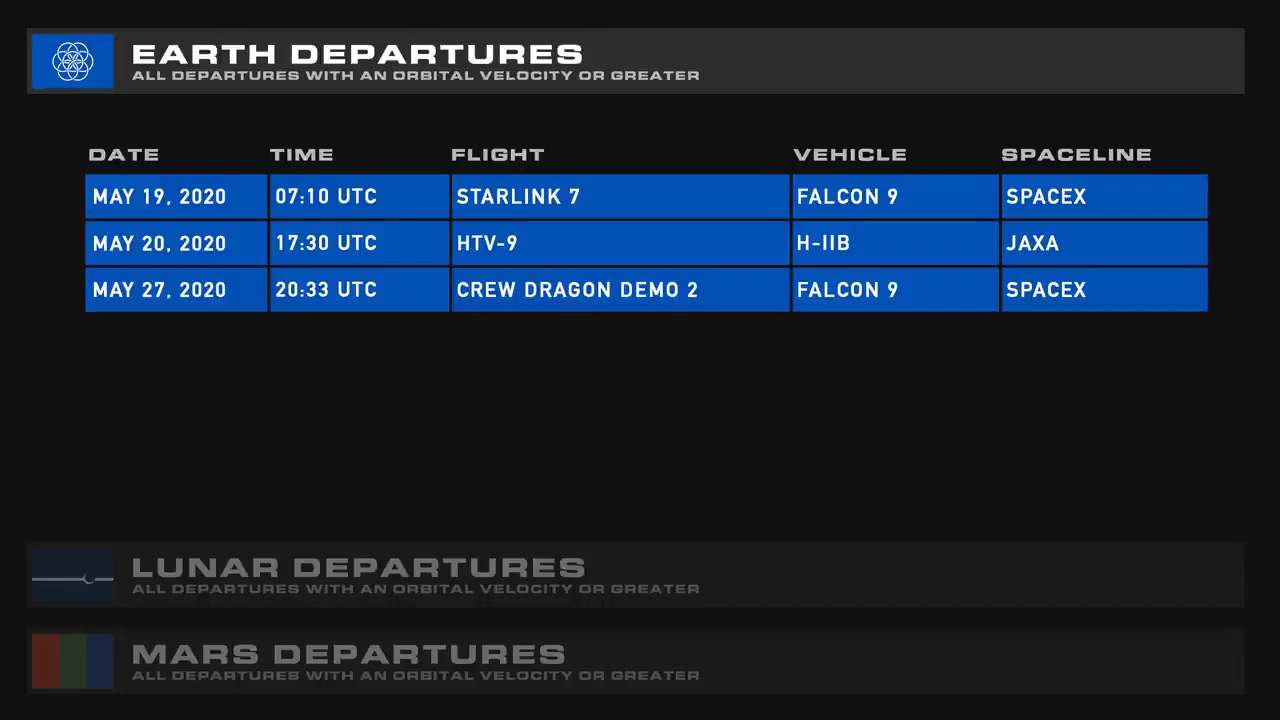 EARTH DEPARTURES
ALL DEPARTURES WITH AN ORBITAL VELOCITY OR GREATER
DATE TIME FLIGHT VEHICLE SPACELINE
MAY 19, 2020 07:10 UTC STARLINK 7 FALCON 9 SPACEX
MAY 20, 2020 17:30 UTC HTV-9 H-IIB JAXA
MAY 27, 2020 20:33 UTC CREW DRAGON DEMO 2 FALCON 9 SPACEX
LUNAR DEPARTURES
ALL DEPARTURES WITH AN ORBITAL VELOCITY OR GREATER
MARS DEPARTURES
ALL DEPARTURES WITH AN ORBITAL VELOCITY OR GREATER